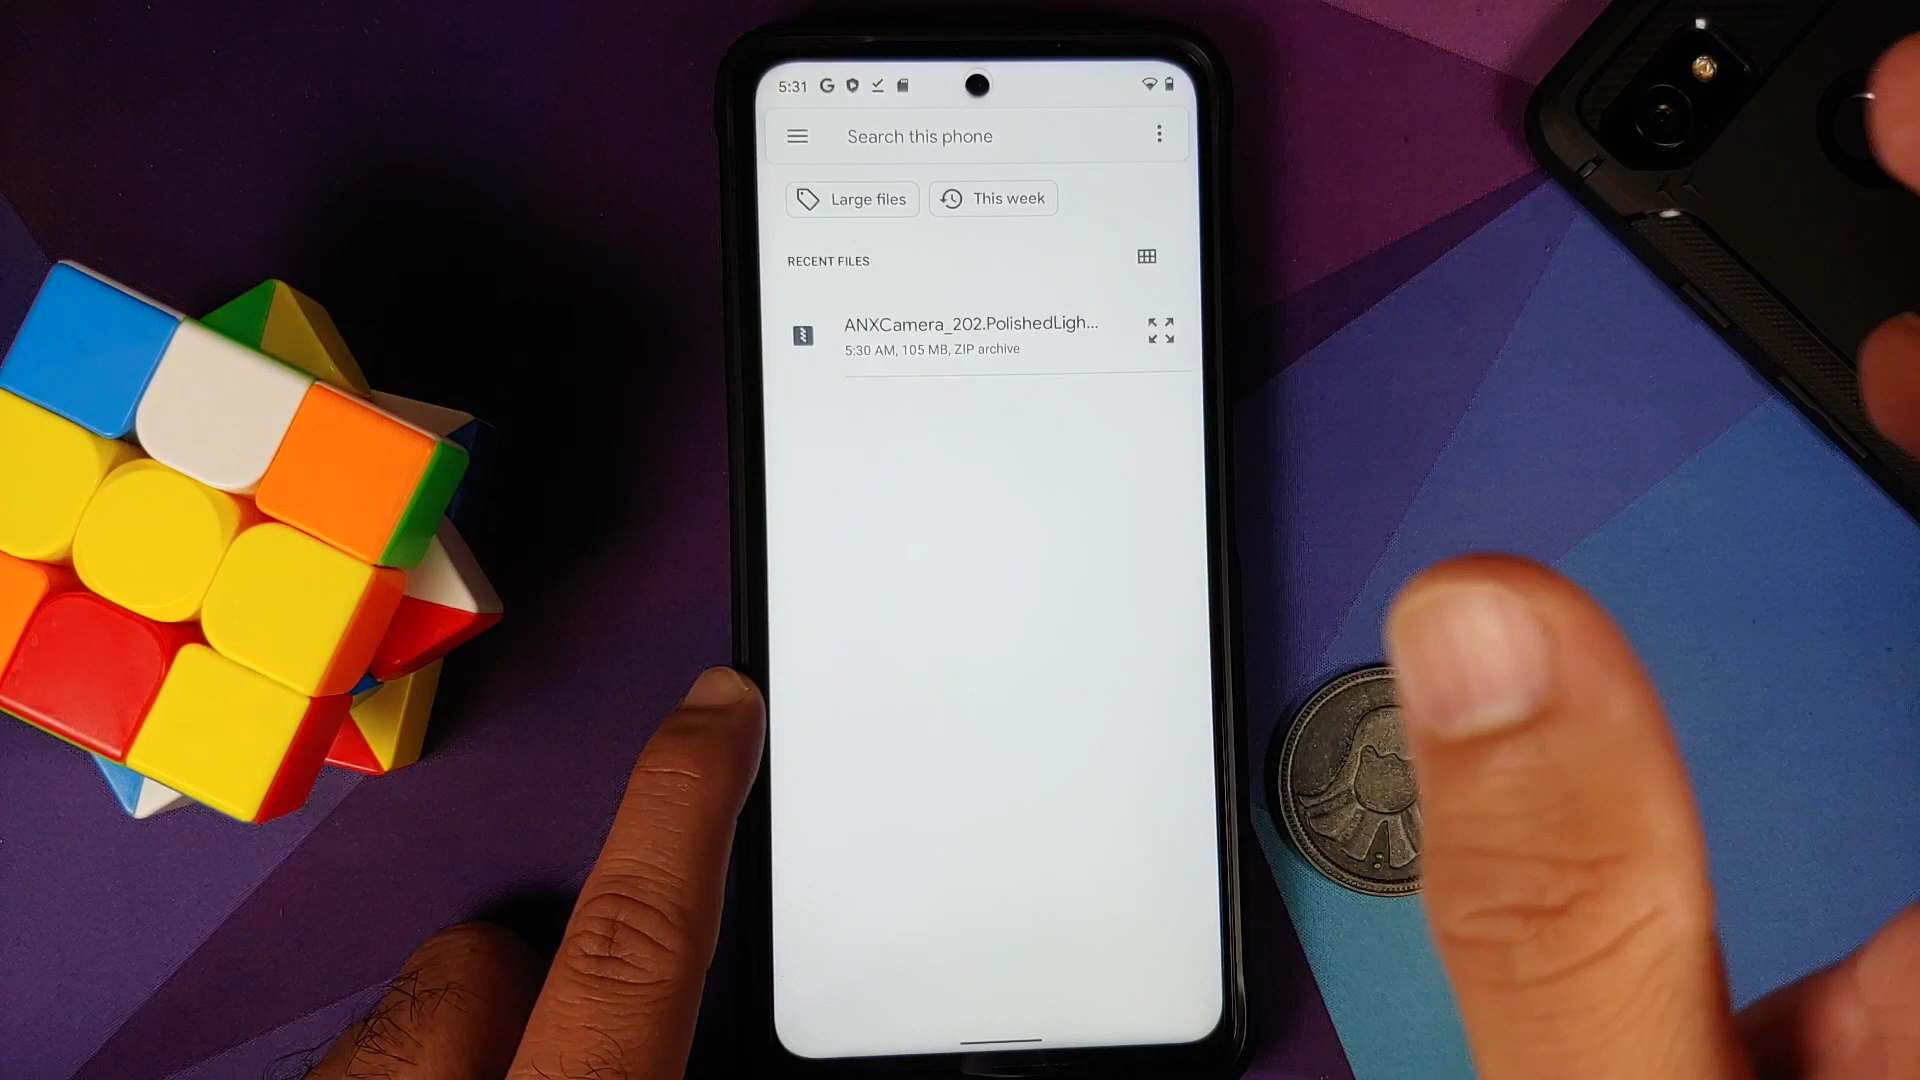 5:31
Search this phone
Large files
This week
RECENT FILES
ANXCamera_202.PolishedLigh...
5:30 AM, 105 MB, ZIP archive